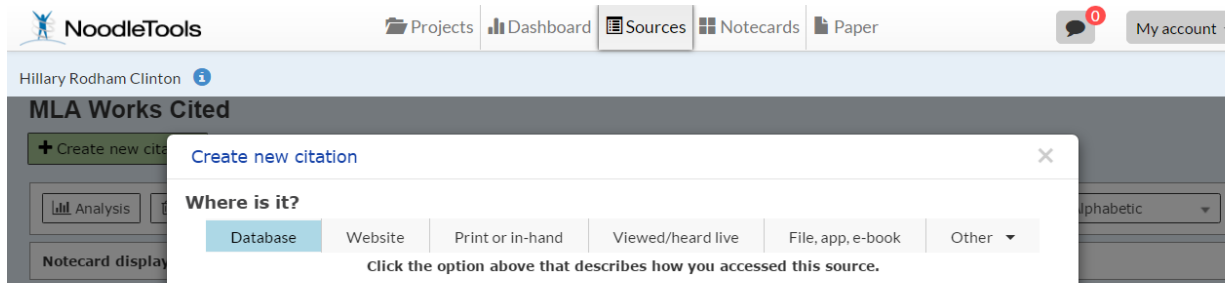 NoodleTools Projects Dashboard Sources Notecards Paper 0 My account
Hillary Rodham Clinton
MLA Works Cited
Create new cita
Create new citation
Where is it?
Analysis
lphabetic
Database Website Print or in-hand Viewed/heard live File, app, e-book Other
Notecard display
Click the option above that describes how you accessed this source.